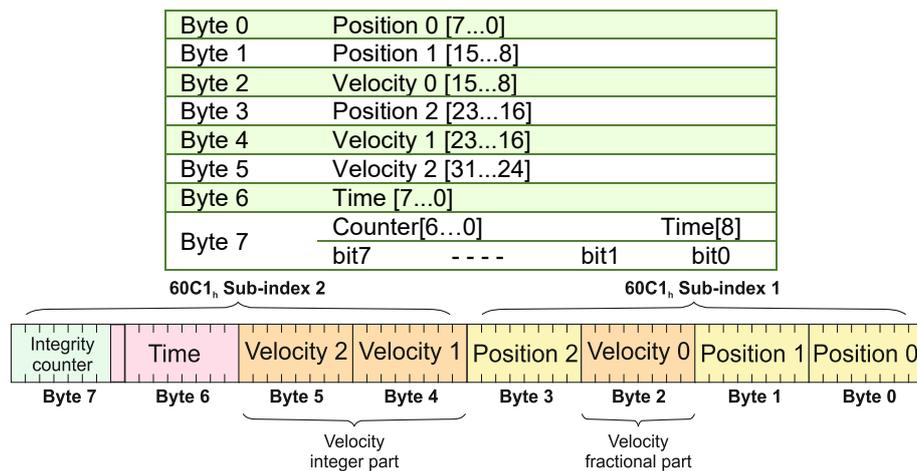 Byte 0 Position 0 [7...0]
Byte 1 Position 1 [15...8]
Byte 2 Velocity 0 [15...8]
Byte 3 Position 2 [23...16]
Byte 4 Velocity 1 [23...16]
Byte 5 Velocity 2 [31...24]
Byte 6 Time [7...0]
Byte 7 Counter[6…0] Time[8]
bit7 - - - - bit1 bit0
60C1h Sub-index 2 60C1h Sub-index 1
Integrity counter Time Velocity 2 Velocity 1 Position 2 Velocity 0 Position 1 Position 0
Byte 7 Byte 6 Byte 5 Byte 4 Byte 3 Byte 2 Byte 1 Byte 0
Velocity Velocity
integer part fractional part